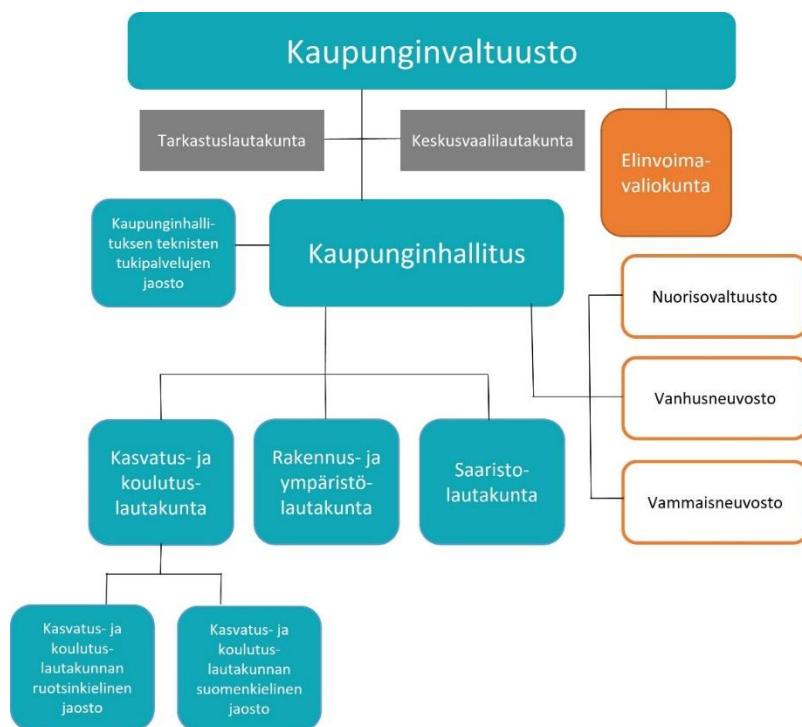 Kaupunginvaltuusto
Tarkastuslautakunta
Keskusvaalilautakunta
Elinvoima-
valiokunta
Kaupunginhalli-
tuksen teknisten
tukipalvelujen
jaosto
Kaupunginhallitus
Nuorisovaltuusto
Vanhusneuvosto
Vammaisneuvosto
Kasvatus- ja
koulutus-
lautakunta
Rakennus- ja
ympäristö-
lautakunta
Saaristo-
lautakunta
Kasvatus- ja
koulutus-
lautakunnan
ruotsinkielinen
jaosto
Kasvatus- ja
koulutus-
lautakunnan
suomenkielinen
jaosto